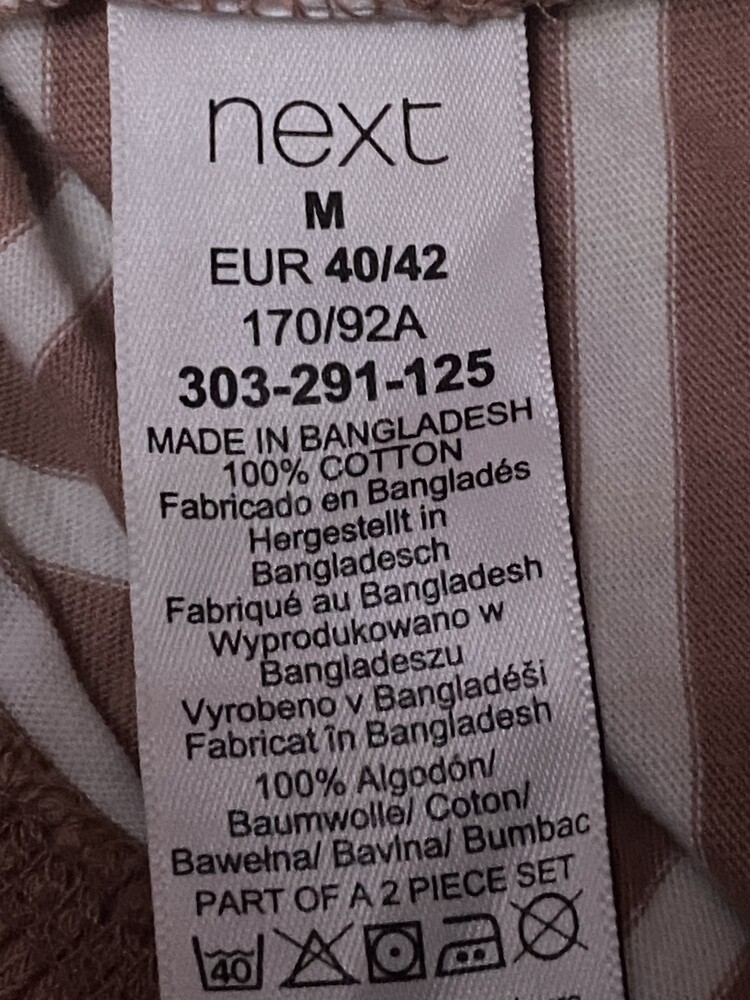 next
M
EUR 40/42
170/92A
303-291-125
MADE IN BANGLADESH
100% COTTON
Fabricado en Bangladés
Hergestellt in
Bangladesch
Fabriqué au Bangladesh
Wyprodukowano w
Bangladeszu
Vyrobeno v Bangladéši
Fabricat în Bangladesh
100% Algodón/
Baumwolle/ Coton/
Bawełna/ Bavlna/ Bumbac
PART OF A 2 PIECE SET
40